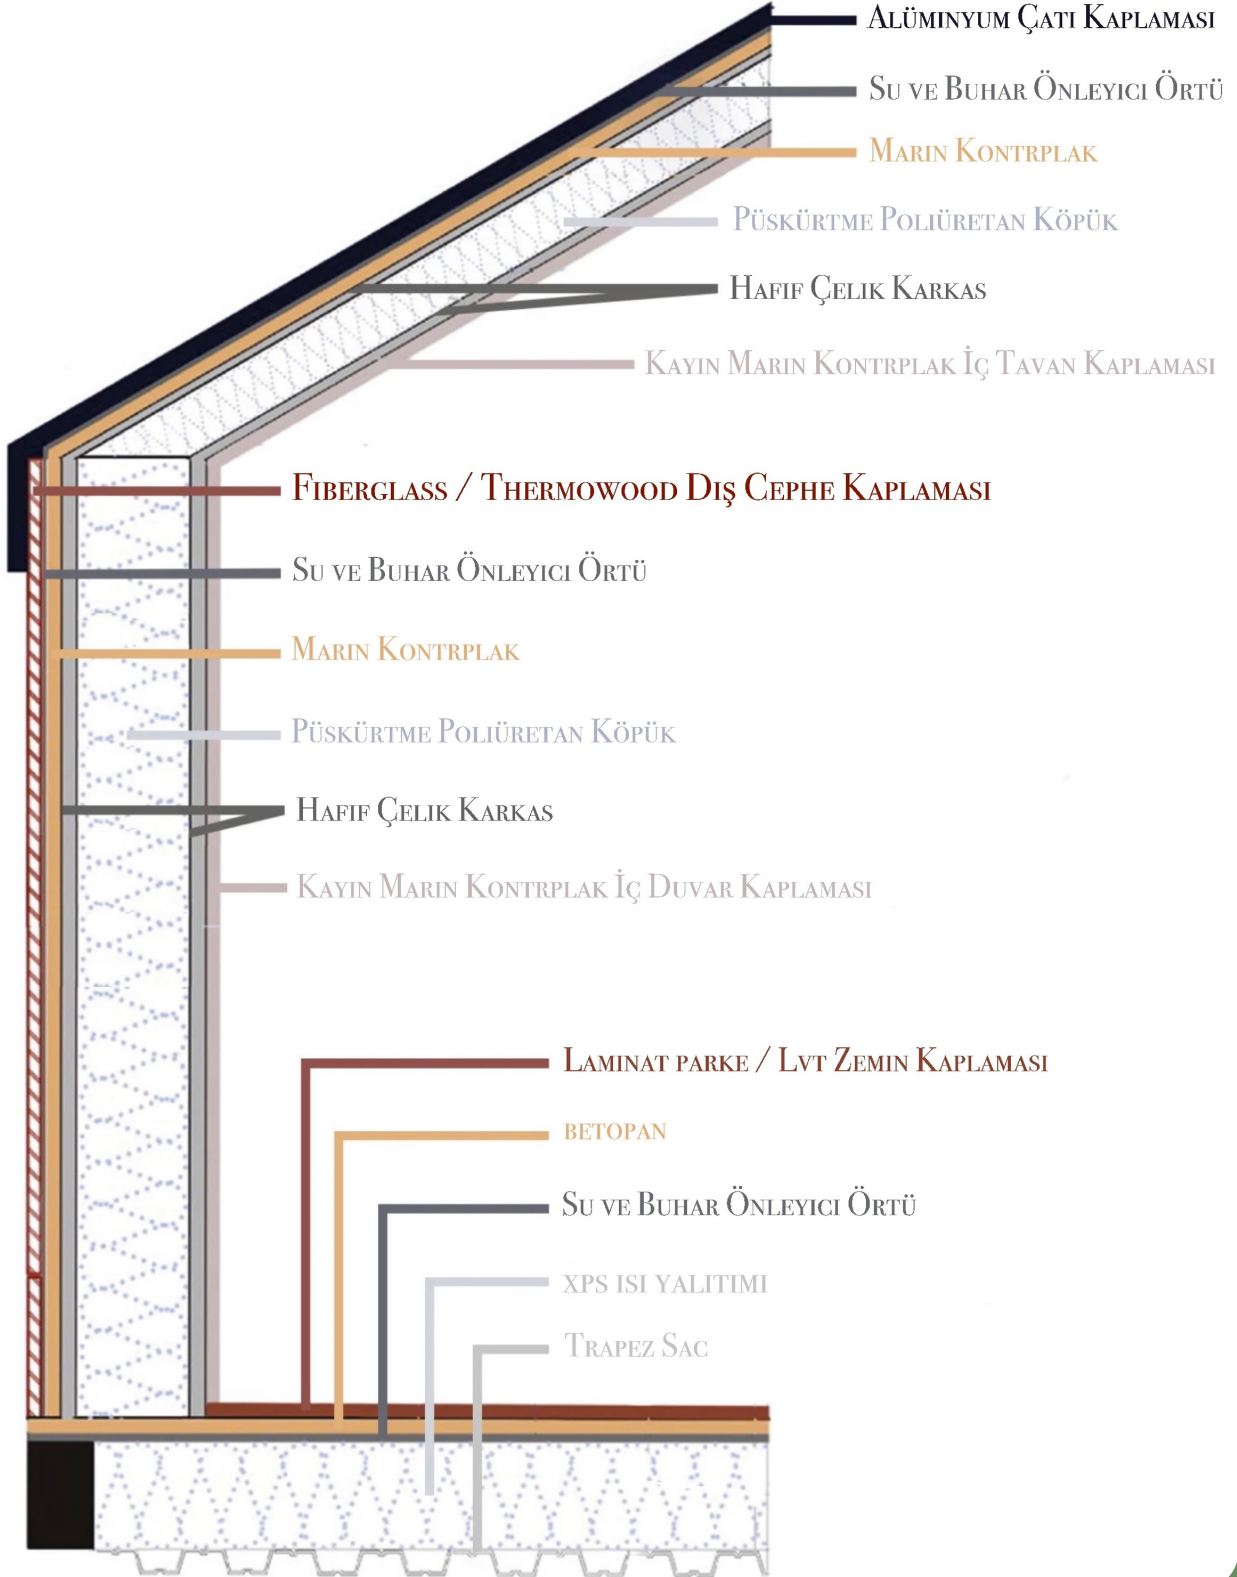 Alüminyum Çatı Kaplaması
Su ve Buhar Önleyici Örtü
Marin Kontrplak
Püskürtme Poliüretan Köpük
Hafif Çelik Karkas
Kayın Marin Kontrplak İç Tavan Kaplaması
Fiberglass / Thermowood Dış Cephe Kaplaması
Su ve Buhar Önleyici Örtü
Marin Kontrplak
Püskürtme Poliüretan Köpük
Hafif Çelik Karkas
Kayın Marin Kontrplak İç Duvar Kaplaması
Laminat parke / Lvt Zemin Kaplaması
betopan
Su ve Buhar Önleyici Örtü
xps ısı yalıtımı
Trapez Sac